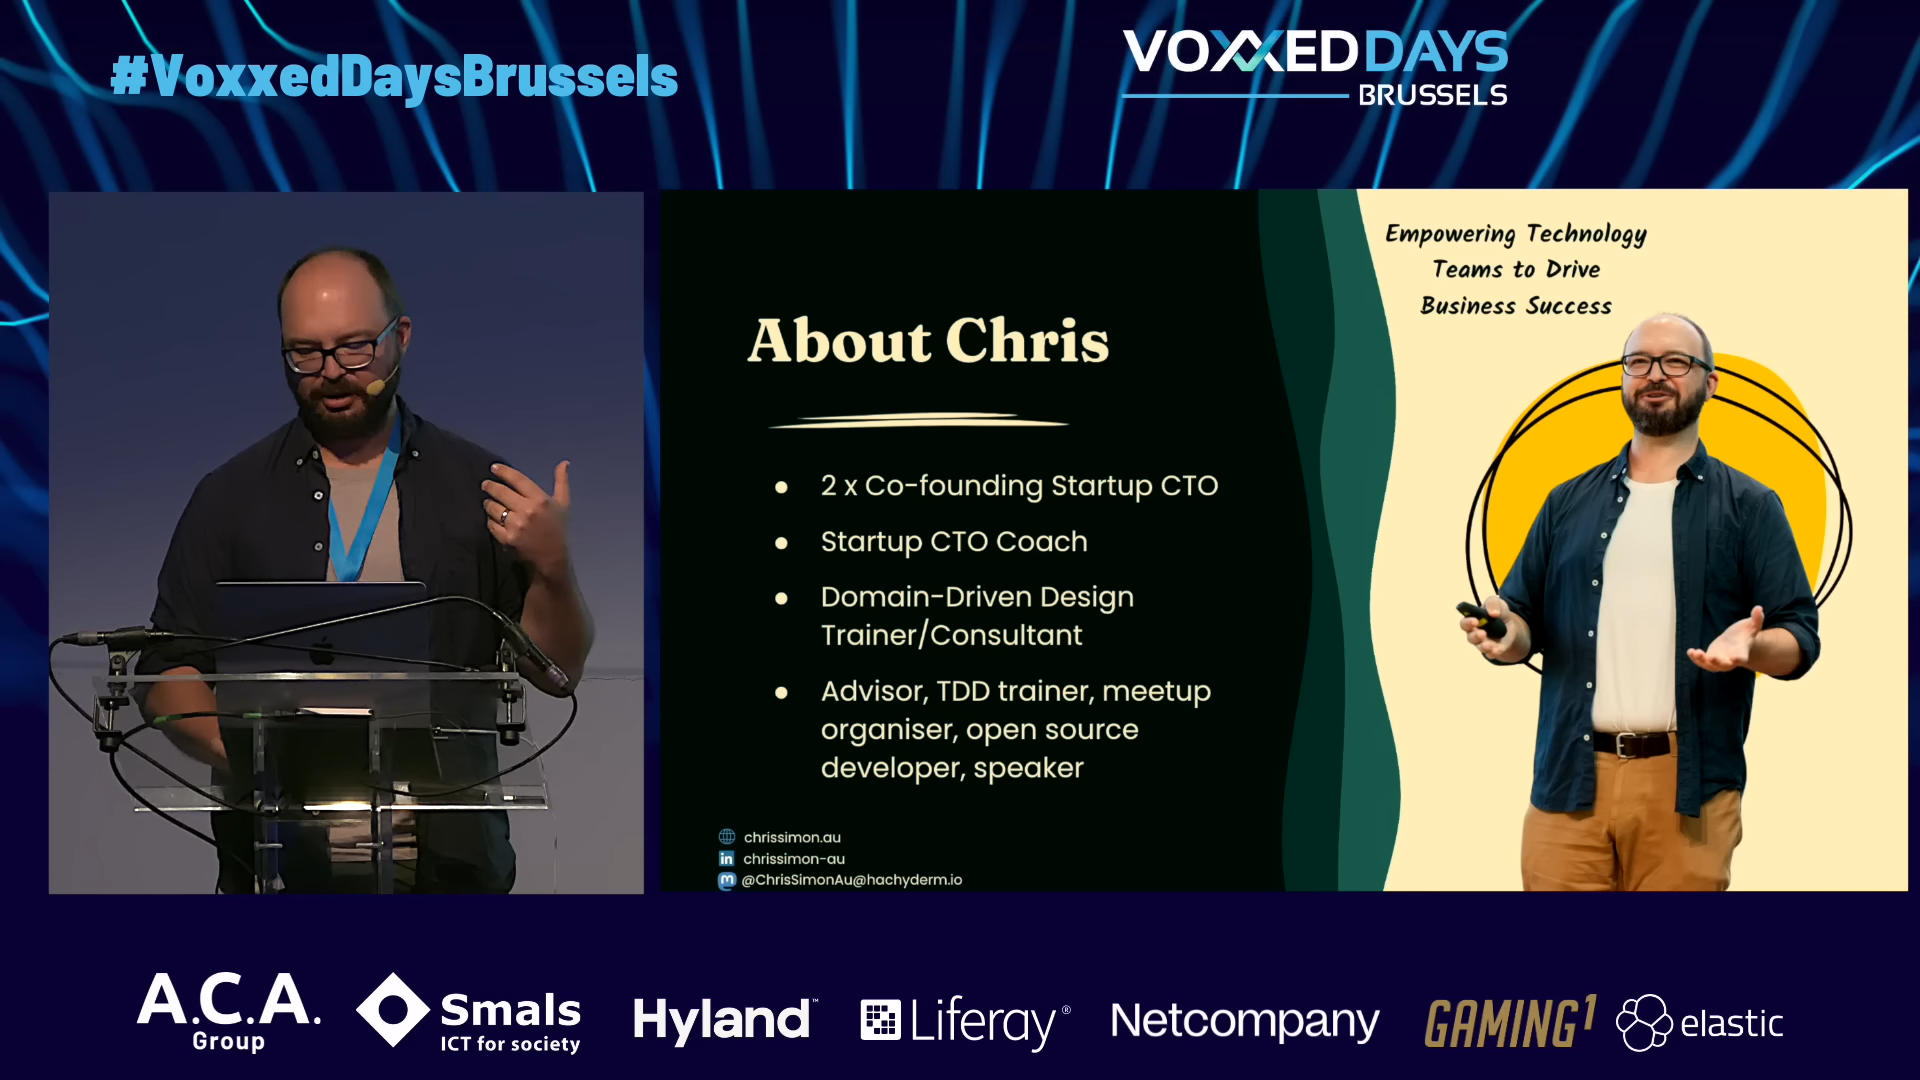 #VoxxedDaysBrussels
VOXXEDDAYS
BRUSSELS
Empowering Technology
Teams to Drive
Business Success
About Chris
2 x Co-founding Startup CTO
Startup CTO Coach
Domain-Driven Design
Trainer/Consultant
Advisor, TDD trainer, meetup
organiser, open source
developer, speaker
chrissimon.au
in chrissimon-au
@ChrisSimonAu@hachyderm.io
A.C.A.
Group
Smals
ICT for society
Hyland™
Liferay®
Netcompany
GAMING1
elastic